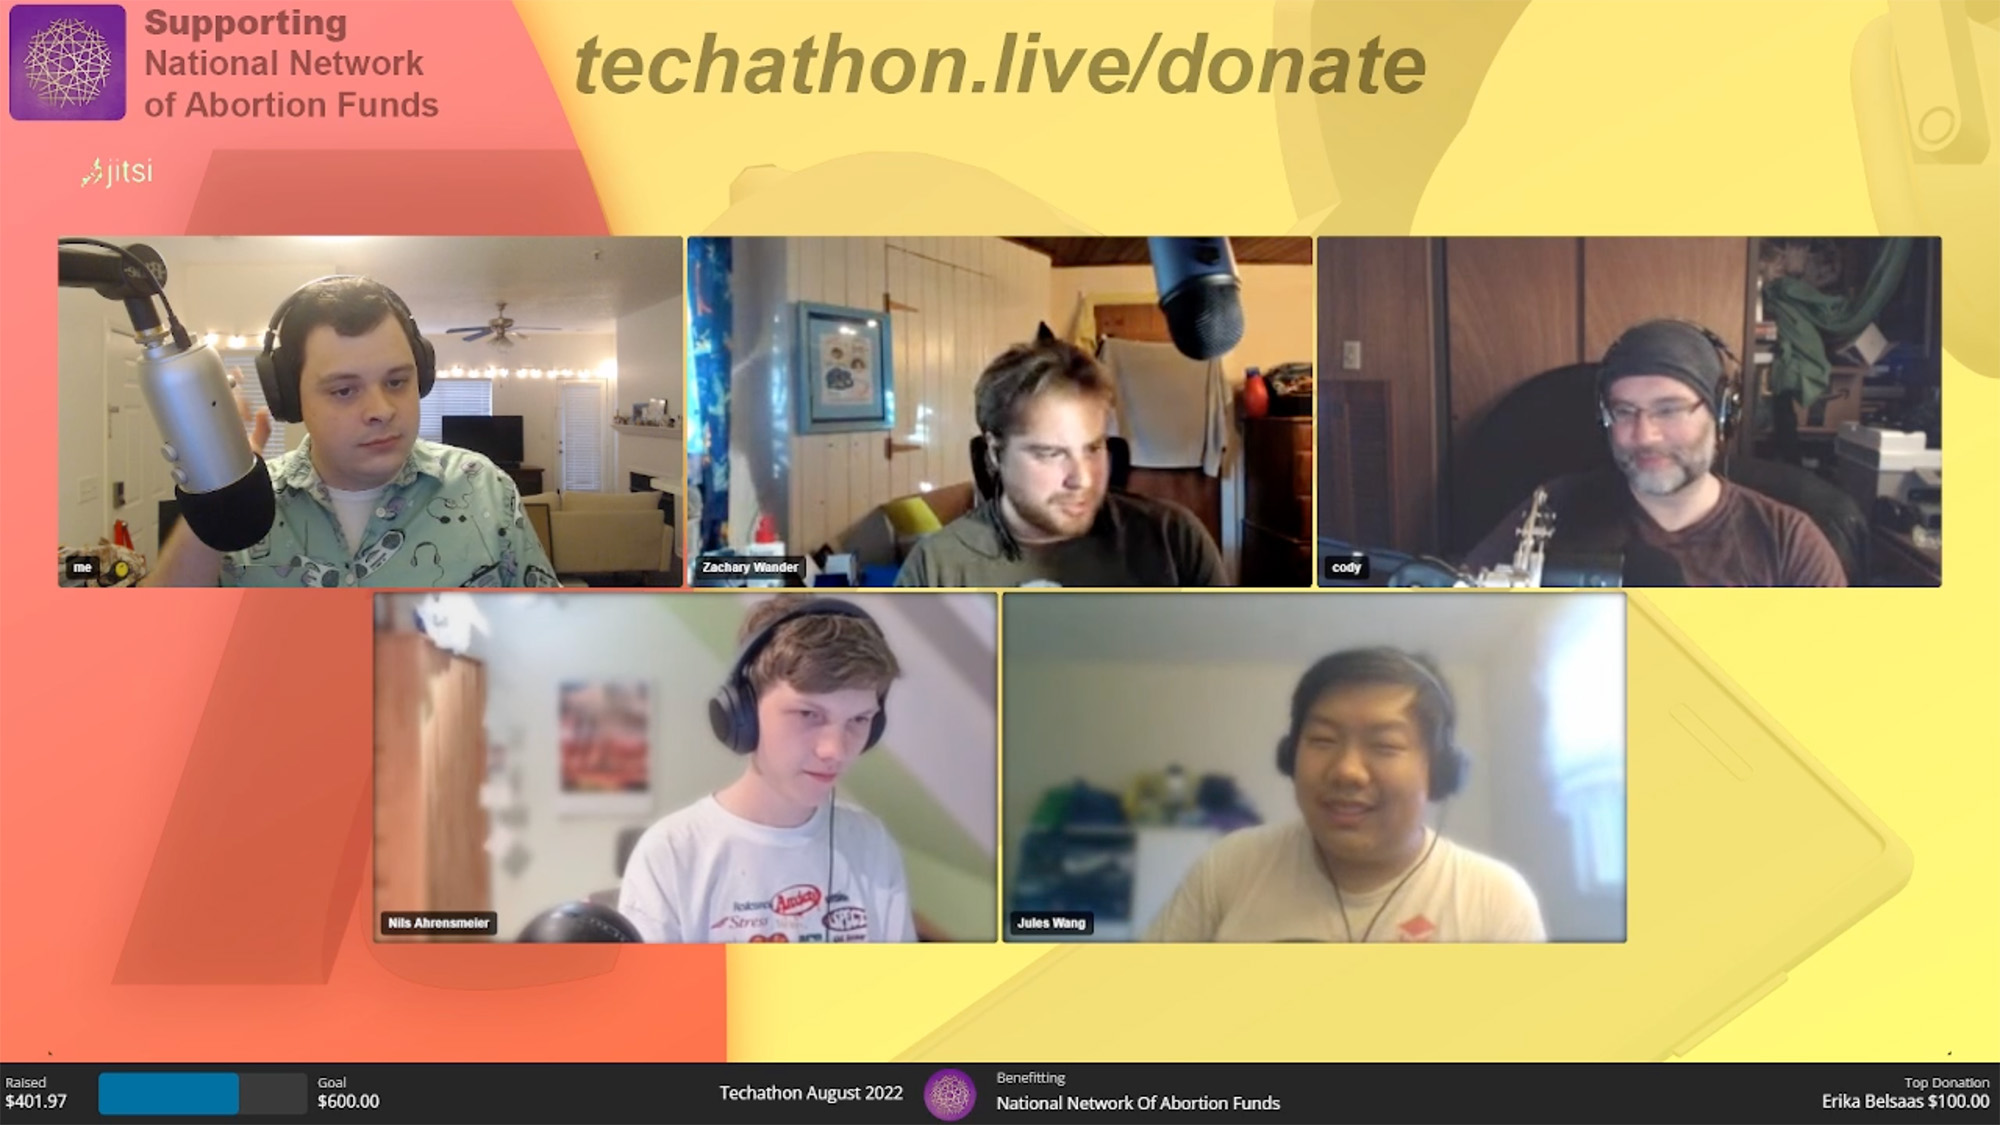 Supporting
National Network
of Abortion Funds
techathon.live/donate
jitsi
me
Zachary Wander
cody
Nils Ahrensmeier
Amick
Stress
Jules Wang
Raised
$401.97
Goal
$600.00
Techathon August 2022
Benefitting
National Network Of Abortion Funds
Top Donation
Erika Belsaas $100.00